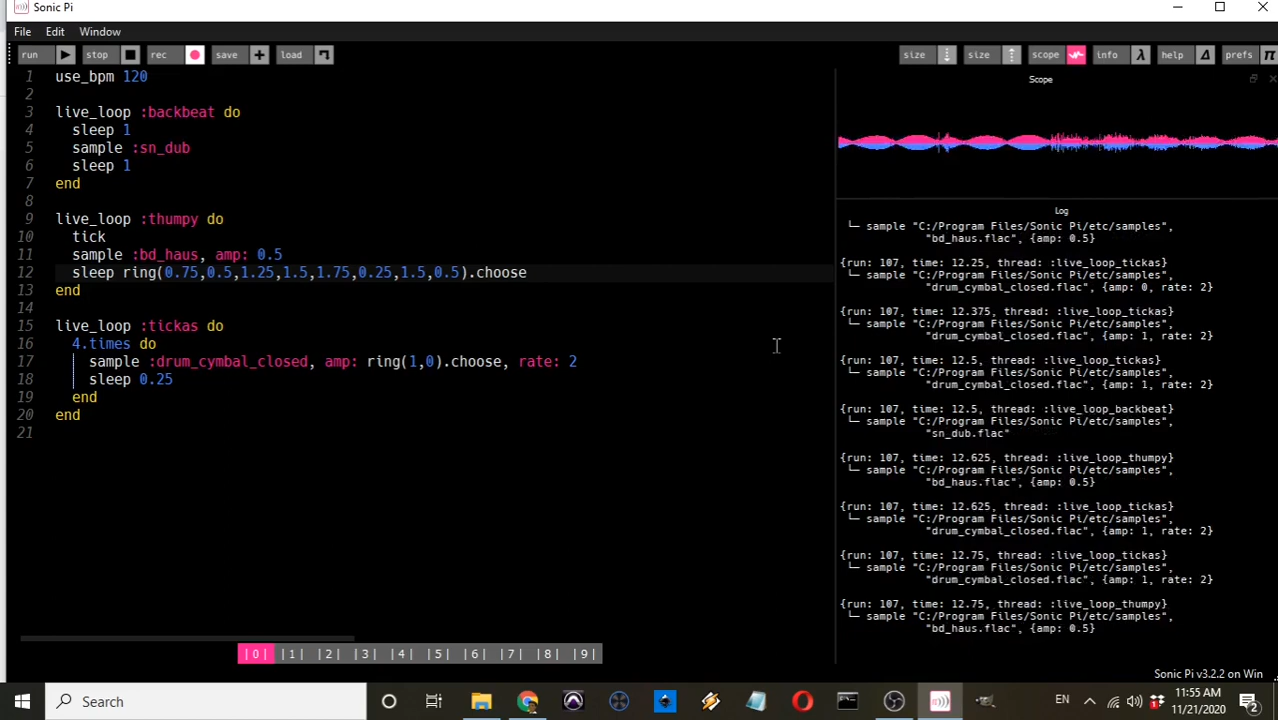 Sonic Pi
File Edit Window
run stop rec save load size size scope info help prefs
Scope
1 use_bpm 120
2
3 live_loop :backbeat do
4 sleep 1
5 sample :sn_dub
6 sleep 1
7 end
8
9 live_loop :thumpy do
10 tick
11 sample :bd_haus, amp: 0.5
12 sleep ring(0.75,0.5,1.25,1.5,1.75,0.25,1.5,0.5).choose
13 end
14
15 live_loop :tickas do
16 4.times do
17 sample :drum_cymbal_closed, amp: ring(1,0).choose, rate: 2
18 sleep 0.25
19 end
20 end
21
Log
└─ sample "C:/Program Files/Sonic Pi/etc/samples",
"bd_haus.flac", {amp: 0.5}
{run: 107, time: 12.25, thread: :live_loop_tickas}
└─ sample "C:/Program Files/Sonic Pi/etc/samples",
"drum_cymbal_closed.flac", {amp: 0, rate: 2}
{run: 107, time: 12.375, thread: :live_loop_tickas}
└─ sample "C:/Program Files/Sonic Pi/etc/samples",
"drum_cymbal_closed.flac", {amp: 1, rate: 2}
{run: 107, time: 12.5, thread: :live_loop_tickas}
└─ sample "C:/Program Files/Sonic Pi/etc/samples",
"drum_cymbal_closed.flac", {amp: 1, rate: 2}
{run: 107, time: 12.5, thread: :live_loop_backbeat}
└─ sample "C:/Program Files/Sonic Pi/etc/samples",
"sn_dub.flac"
{run: 107, time: 12.625, thread: :live_loop_thumpy}
└─ sample "C:/Program Files/Sonic Pi/etc/samples",
"bd_haus.flac", {amp: 0.5}
{run: 107, time: 12.625, thread: :live_loop_tickas}
└─ sample "C:/Program Files/Sonic Pi/etc/samples",
"drum_cymbal_closed.flac", {amp: 1, rate: 2}
{run: 107, time: 12.75, thread: :live_loop_tickas}
└─ sample "C:/Program Files/Sonic Pi/etc/samples",
"drum_cymbal_closed.flac", {amp: 1, rate: 2}
{run: 107, time: 12.75, thread: :live_loop_thumpy}
└─ sample "C:/Program Files/Sonic Pi/etc/samples",
"bd_haus.flac", {amp: 0.5}
|0| |1| |2| |3| |4| |5| |6| |7| |8| |9|
Sonic Pi v3.2.2 on Win
Search
EN
11:55 AM
11/21/2020
2